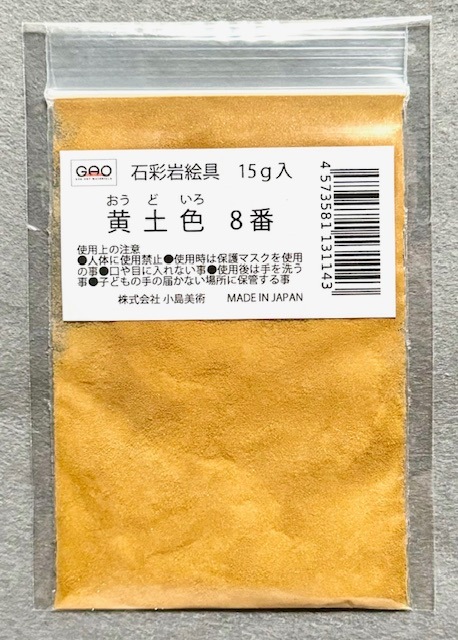 GAO
石彩岩絵具 15g入
おうどいろ
黄土色 8番
使用上の注意
●人体に使用禁止●使用時は保護マスクを使用
の事●口や目に入れない事●使用後は手を洗う
事●子どもの手の届かない場所に保管する事
株式会社 小島美術 MADE IN JAPAN
4 573581 131143